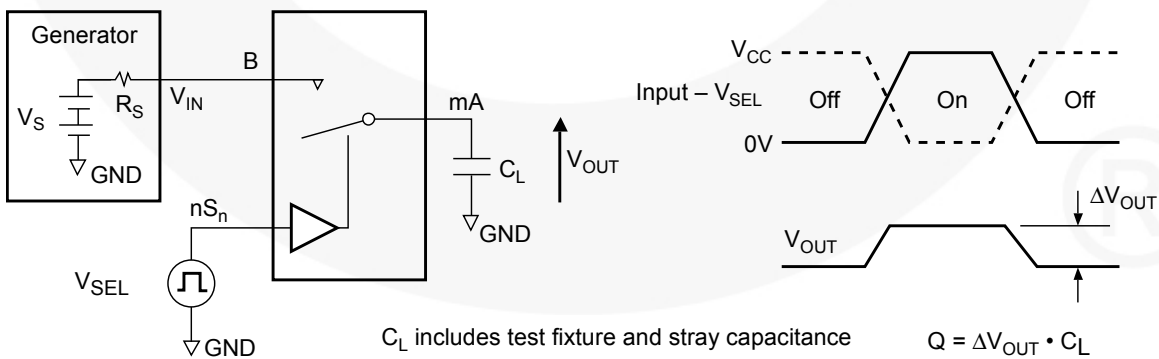 Generator
V_S
R_S
V_IN
GND
B
mA
C_L
GND
V_OUT
nS_n
V_SEL
GND
C_L includes test fixture and stray capacitance
V_CC
Input – V_SEL
Off
On
Off
0V
V_OUT
ΔV_OUT
Q = ΔV_OUT • C_L
®